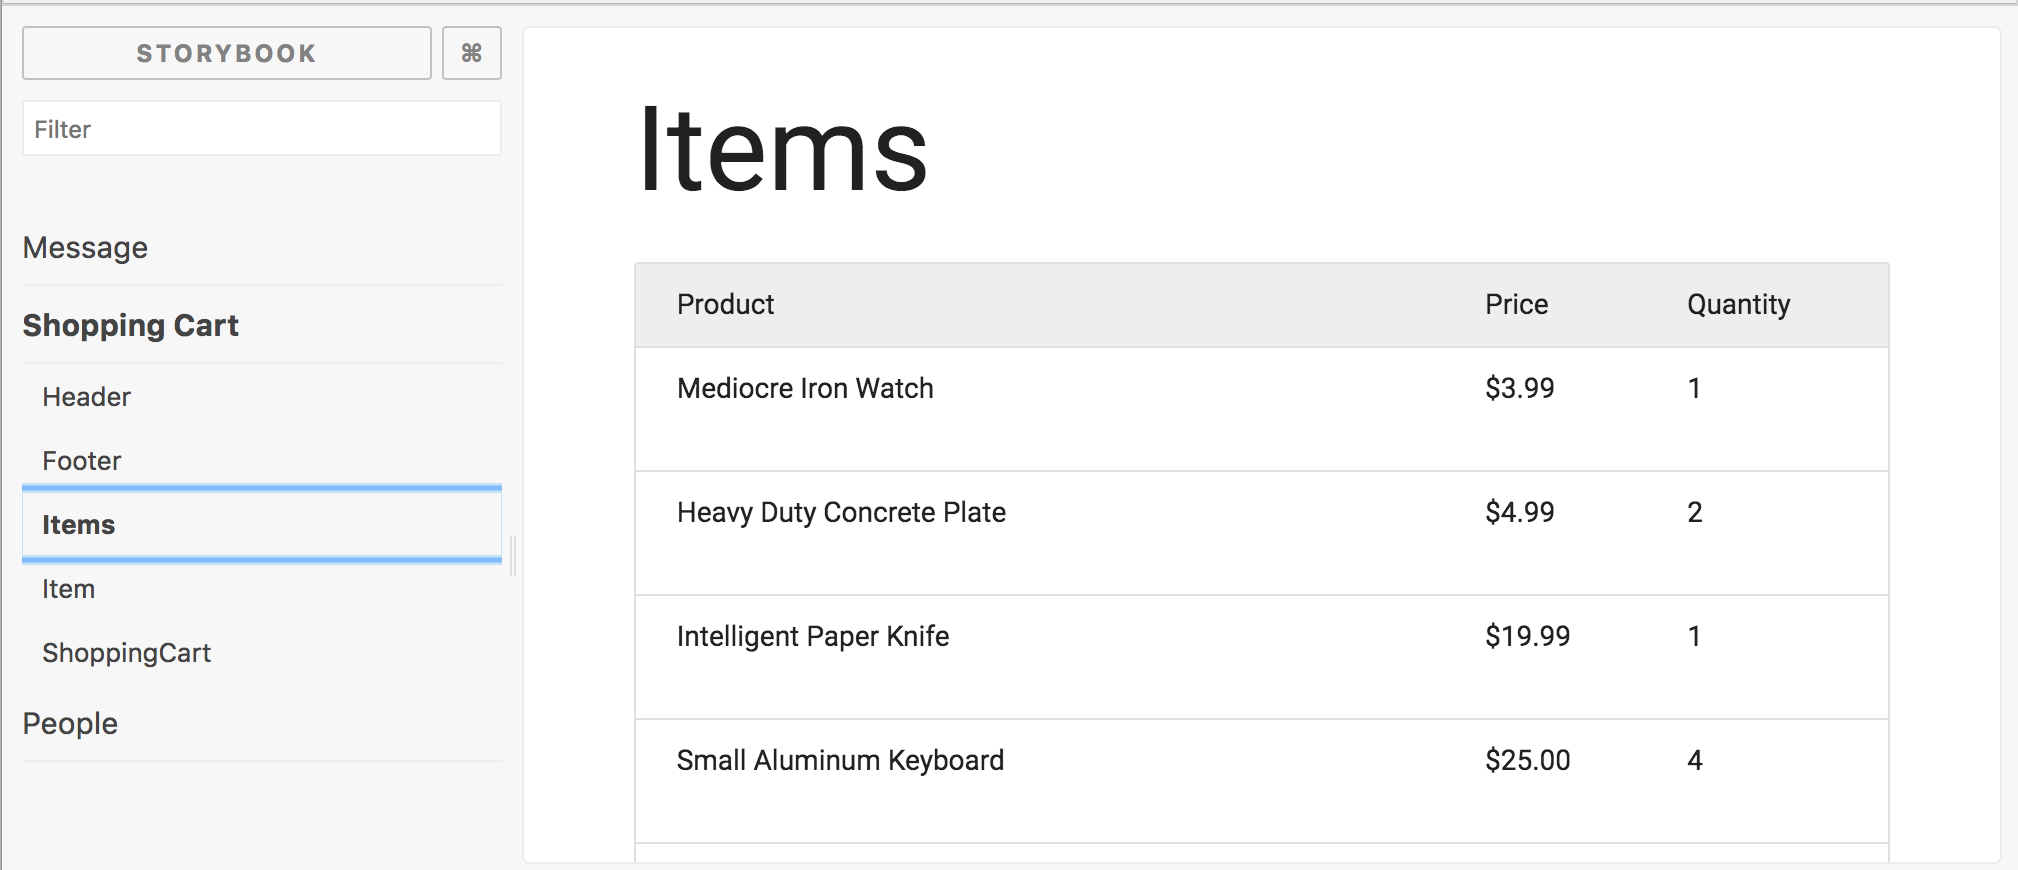 STORYBOOK ⌘
Filter
Message
Shopping Cart
Header
Footer
Items
Item
ShoppingCart
People
Items
Product Price Quantity
Mediocre Iron Watch $3.99 1
Heavy Duty Concrete Plate $4.99 2
Intelligent Paper Knife $19.99 1
Small Aluminum Keyboard $25.00 4